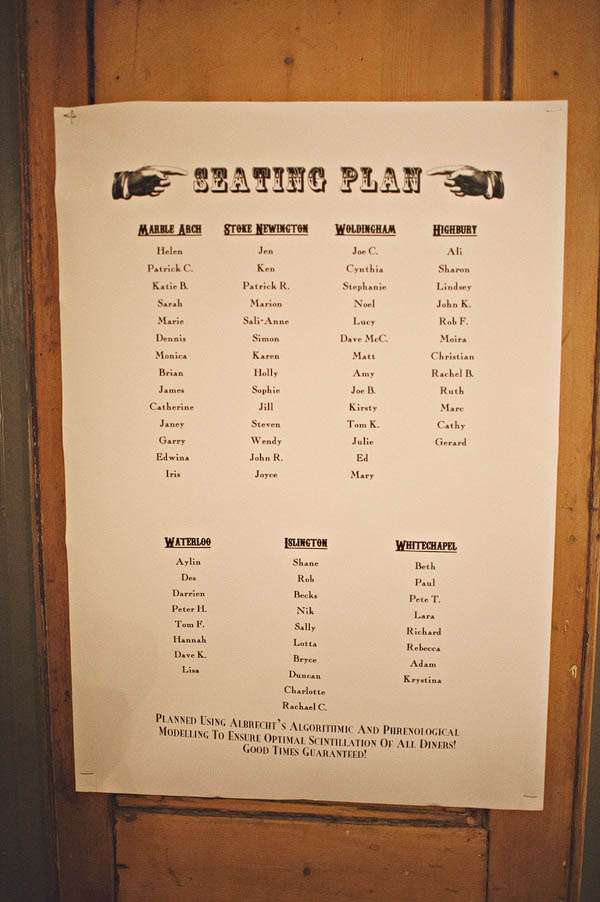 SEATING PLAN
MARBLE ARCH
Helen
Patrick C.
Katie B.
Sarah
Marie
Dennis
Monica
Brian
James
Catherine
Janey
Garry
Edwina
Iris
STOKE NEWINGTON
Jen
Ken
Patrick R.
Marion
Sali-Anne
Simon
Karen
Holly
Sophie
Jill
Steven
Wendy
John R.
Joyce
WOLDINGHAM
Joe C.
Cynthia
Stephanie
Noel
Lucy
Dave McC.
Matt
Amy
Joe B.
Kirsty
Tom K.
Julie
Ed
Mary
HIGHBURY
Ali
Sharon
Lindsey
John K.
Rob F.
Moira
Christian
Rachel B.
Ruth
Marc
Cathy
Gerard
WATERLOO
Aylin
Des
Darrien
Peter H.
Tom F.
Hannah
Dave K.
Lisa
ISLINGTON
Shane
Rob
Becks
Nik
Sally
Lotta
Bryce
Duncan
Charlotte
Rachael C.
WHITECHAPEL
Beth
Paul
Pete T.
Lara
Richard
Rebecca
Adam
Krystina
PLANNED USING ALBRECHT'S ALGORITHMIC AND PHRENOLOGICAL
MODELLING TO ENSURE OPTIMAL SCINTILLATION OF ALL DINERS!
GOOD TIMES GUARANTEED!